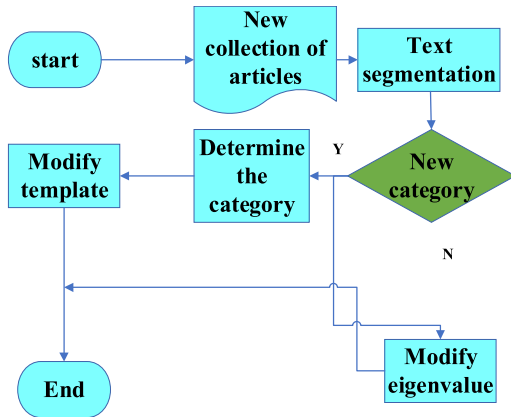 start
New
collection of
articles
Text
segmentation
New
category
Y
Determine
the
category
Modify
template
N
Modify
eigenvalue
End